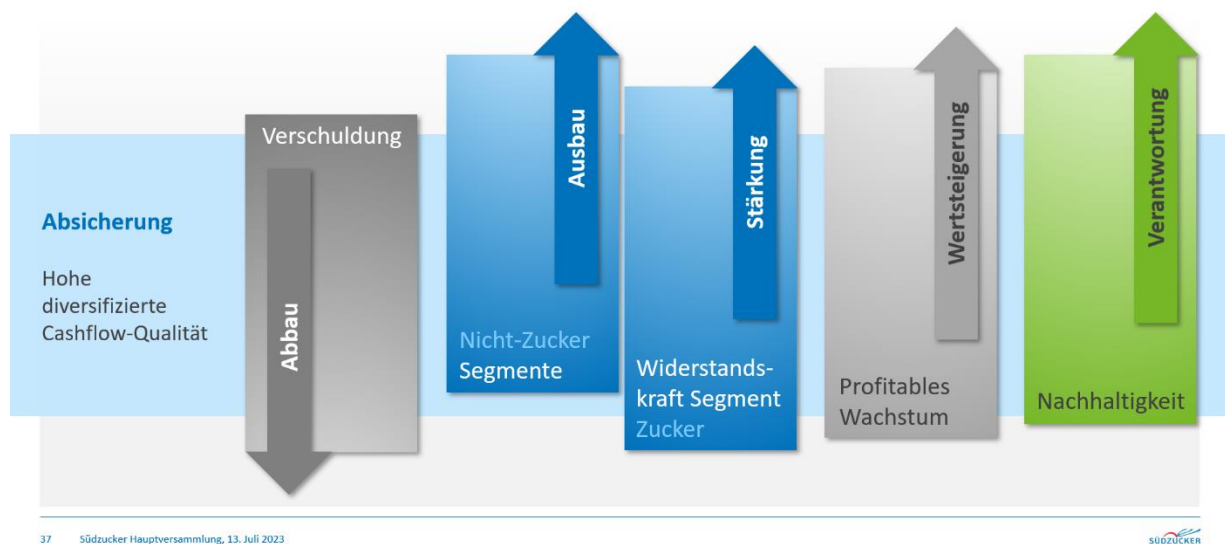 Absicherung
Hohe
diversifizierte
Cashflow-Qualität
Verschuldung
Abbau
Ausbau
Nicht-Zucker
Segmente
Stärkung
Widerstands-
kraft Segment
Zucker
Wertsteigerung
Profitables
Wachstum
Verantwortung
Nachhaltigkeit
37 Südzucker Hauptversammlung, 13. Juli 2023
SÜDZUCKER